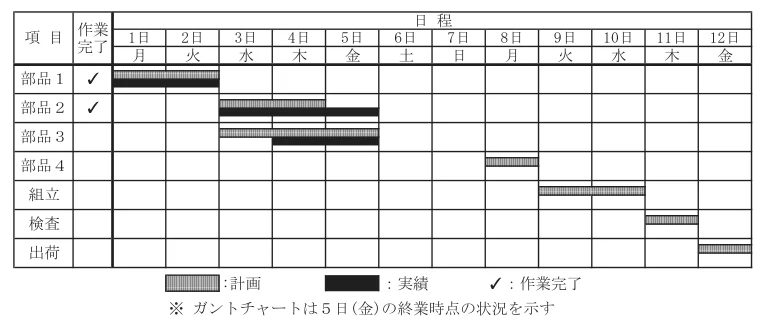 項 目 作業完了 日 程
1日 2日 3日 4日 5日 6日 7日 8日 9日 10日 11日 12日
月 火 水 木 金 土 日 月 火 水 木 金
部品1 ✓
部品2 ✓
部品3
部品4
組立
検査
出荷
:計画 :実績 ✓:作業完了
※ ガントチャートは5日(金)の終業時点の状況を示す